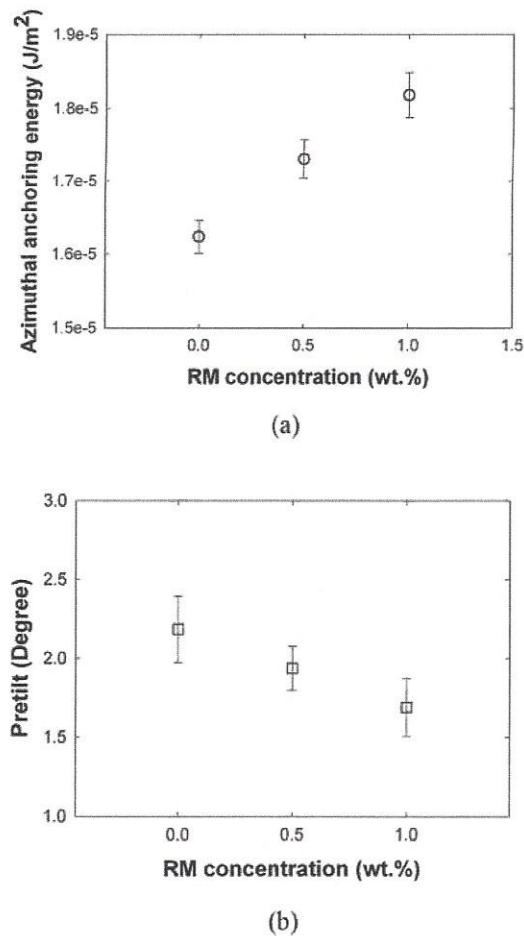 Azimuthal anchoring energy (J/m²)
1.9e-5
1.8e-5
1.7e-5
1.6e-5
1.5e-5
0.0 0.5 1.0 1.5
RM concentration (wt.%)
(a)
Pretilt (Degree)
3.0
2.5
2.0
1.5
1.0
0.0 0.5 1.0
RM concentration (wt.%)
(b)